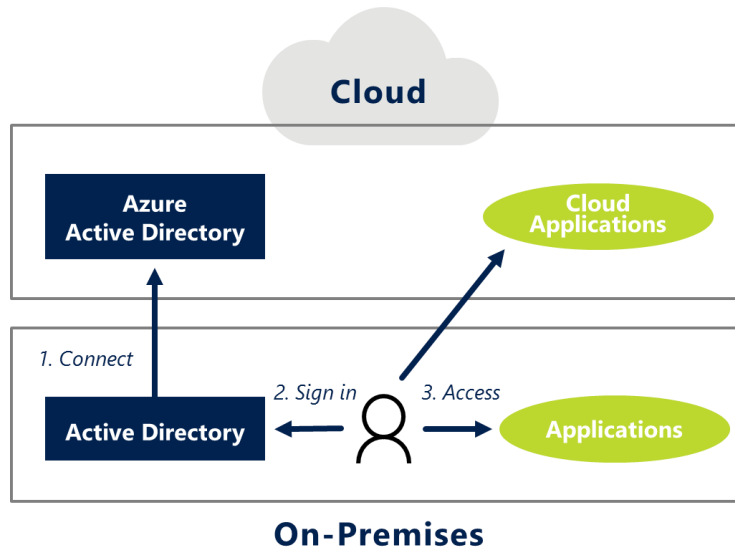 Cloud
Azure
Active Directory
Cloud
Applications
1. Connect
2. Sign in
3. Access
Active Directory
Applications
On-Premises